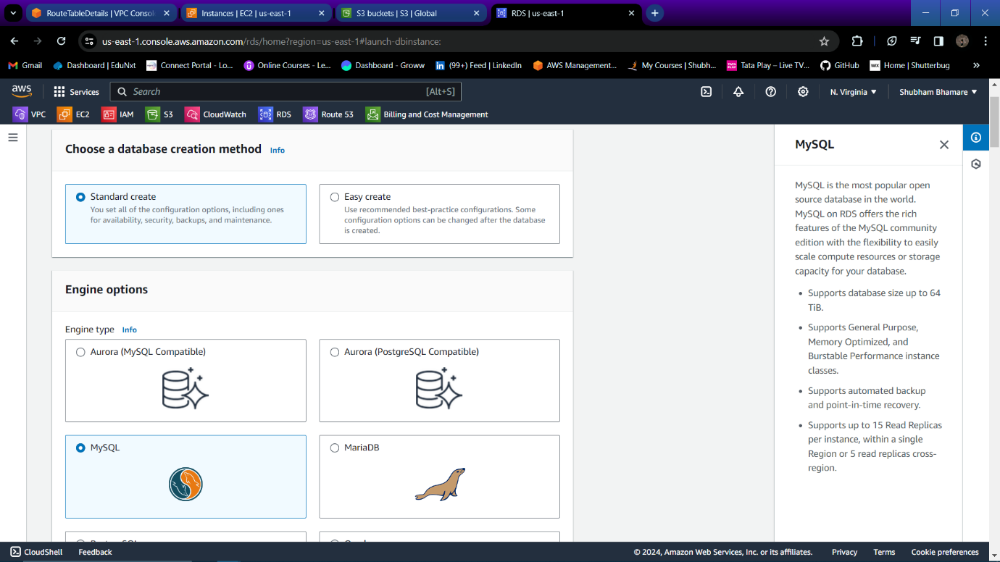 RouteTableDetails | VPC Consol
Instances | EC2 | us-east-1
S3 buckets | S3 | Global
RDS | us-east-1
us-east-1.console.aws.amazon.com/rds/home?region=us-east-1#launch-dbinstance:
Gmail
Dashboard | EduNxt
Connect Portal - Lo...
Online Courses - Le...
Dashboard - Groww
(99+) Feed | LinkedIn
AWS Management...
My Courses | Shubh...
Tata Play – Live TV...
GitHub
Home | Shutterbug
aws
Services
Search
[Alt+S]
N. Virginia
Shubham Bhamare
VPC
EC2
IAM
S3
CloudWatch
RDS
Route 53
Billing and Cost Management
Choose a database creation method Info
Standard create
You set all of the configuration options, including ones
for availability, security, backups, and maintenance.
Easy create
Use recommended best-practice configurations. Some
configuration options can be changed after the database
is created.
Engine options
Engine type Info
Aurora (MySQL Compatible)
Aurora (PostgreSQL Compatible)
MySQL
MariaDB
MySQL
MySQL is the most popular open
source database in the world.
MySQL on RDS offers the rich
features of the MySQL community
edition with the flexibility to easily
scale compute resources or storage
capacity for your database.
• Supports database size up to 64
TiB.
• Supports General Purpose,
Memory Optimized, and
Burstable Performance instance
classes.
• Supports automated backup
and point-in-time recovery.
• Supports up to 15 Read Replicas
per instance, within a single
Region or 5 read replicas cross-
region.
CloudShell
Feedback
© 2024, Amazon Web Services, Inc. or its affiliates.
Privacy
Terms
Cookie preferences